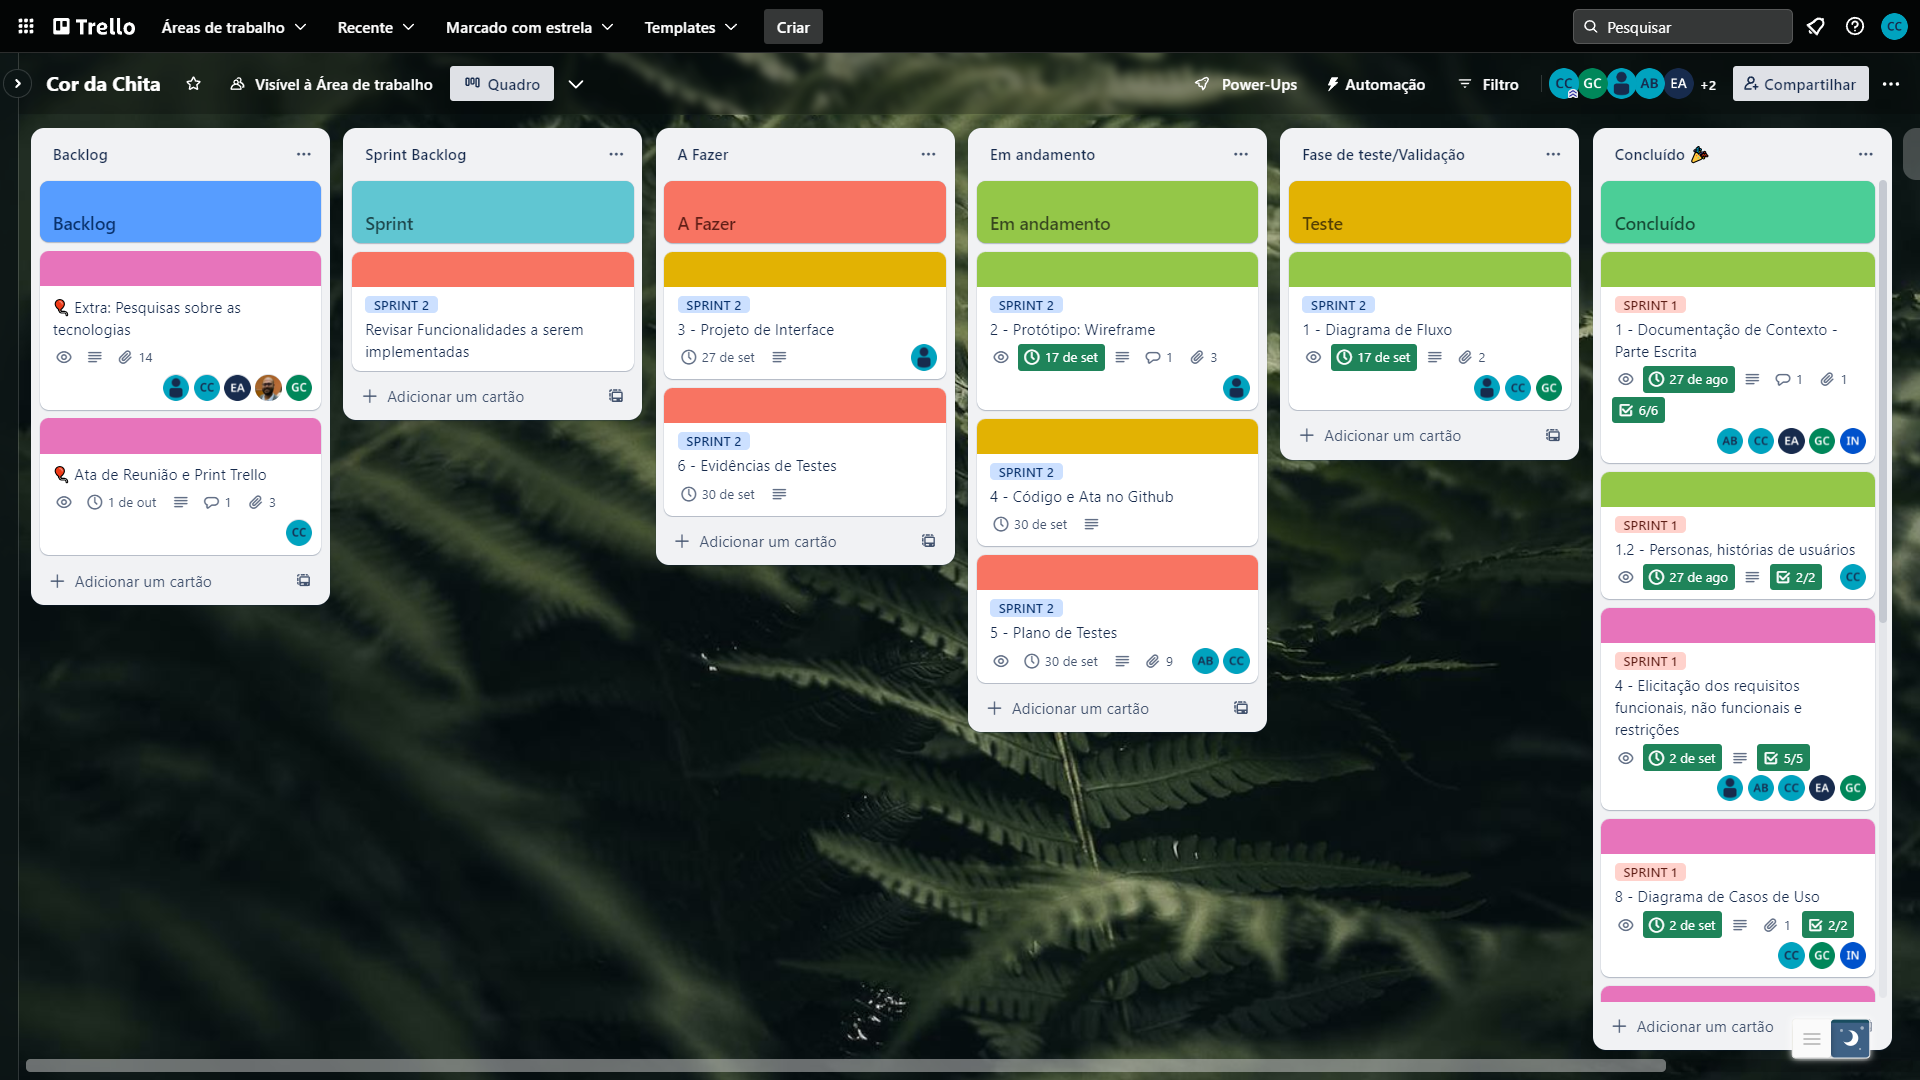 Trello
Áreas de trabalho
Recente
Marcado com estrela
Templates
Criar
Pesquisar
CC
Cor da Chita
Visível à Área de trabalho
Quadro
Power-Ups
Automação
Filtro
CC
GC
AB
EA
+2
Compartilhar
Backlog
Backlog
Extra: Pesquisas sobre as
tecnologias
14
CC
EA
GC
Ata de Reunião e Print Trello
1 de out
1
3
CC
Adicionar um cartão
Sprint Backlog
Sprint
SPRINT 2
Revisar Funcionalidades a serem
implementadas
Adicionar um cartão
A Fazer
A Fazer
SPRINT 2
3 - Projeto de Interface
27 de set
SPRINT 2
6 - Evidências de Testes
30 de set
Adicionar um cartão
Em andamento
Em andamento
SPRINT 2
2 - Protótipo: Wireframe
17 de set
1
3
SPRINT 2
4 - Código e Ata no Github
30 de set
SPRINT 2
5 - Plano de Testes
30 de set
9
AB
CC
Adicionar um cartão
Fase de teste/Validação
Teste
SPRINT 2
1 - Diagrama de Fluxo
17 de set
2
CC
GC
Adicionar um cartão
Concluído
Concluído
SPRINT 1
1 - Documentação de Contexto -
Parte Escrita
27 de ago
1
1
6/6
AB
CC
EA
GC
IN
SPRINT 1
1.2 - Personas, histórias de usuários
27 de ago
2/2
CC
SPRINT 1
4 - Elicitação dos requisitos
funcionais, não funcionais e
restrições
2 de set
5/5
AB
CC
EA
GC
SPRINT 1
8 - Diagrama de Casos de Uso
2 de set
1
2/2
CC
GC
IN
Adicionar um cartão